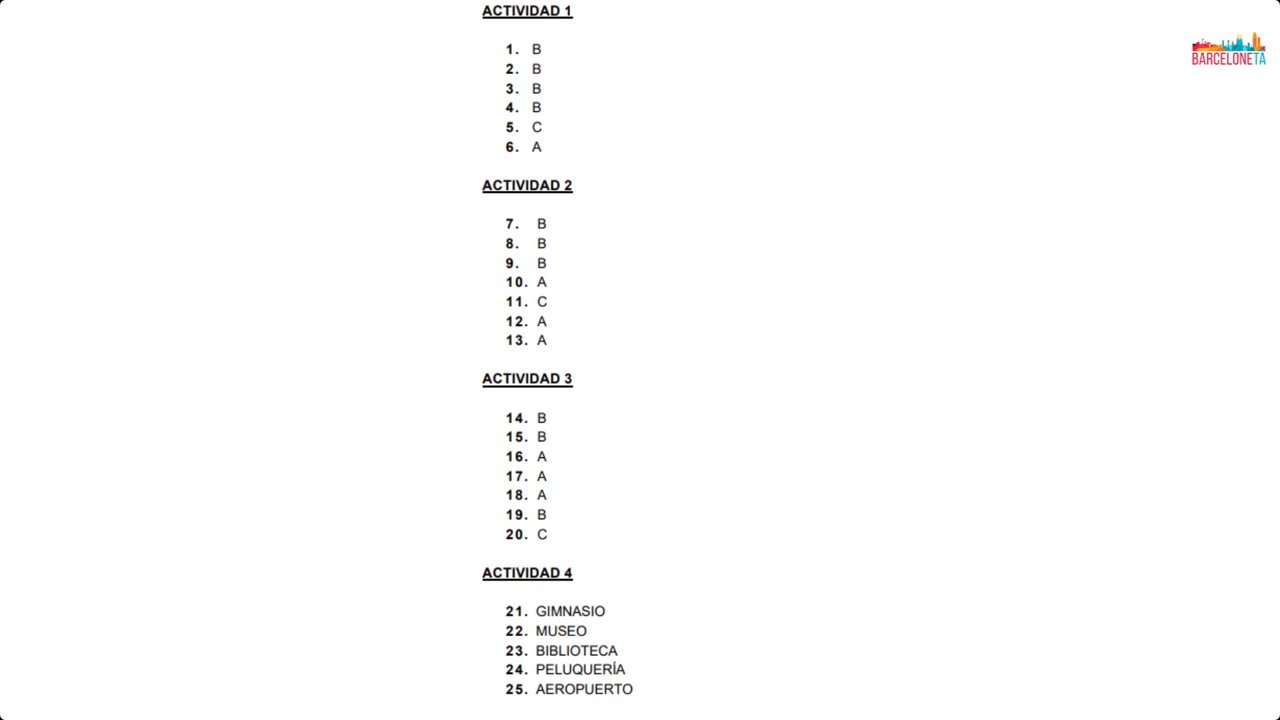 ACTIVIDAD 1
1. B
2. B
3. B
4. B
5. C
6. A
ACTIVIDAD 2
7. B
8. B
9. B
10. A
11. C
12. A
13. A
ACTIVIDAD 3
14. B
15. B
16. A
17. A
18. A
19. B
20. C
ACTIVIDAD 4
21. GIMNASIO
22. MUSEO
23. BIBLIOTECA
24. PELUQUERÍA
25. AEROPUERTO
BARCELONETA